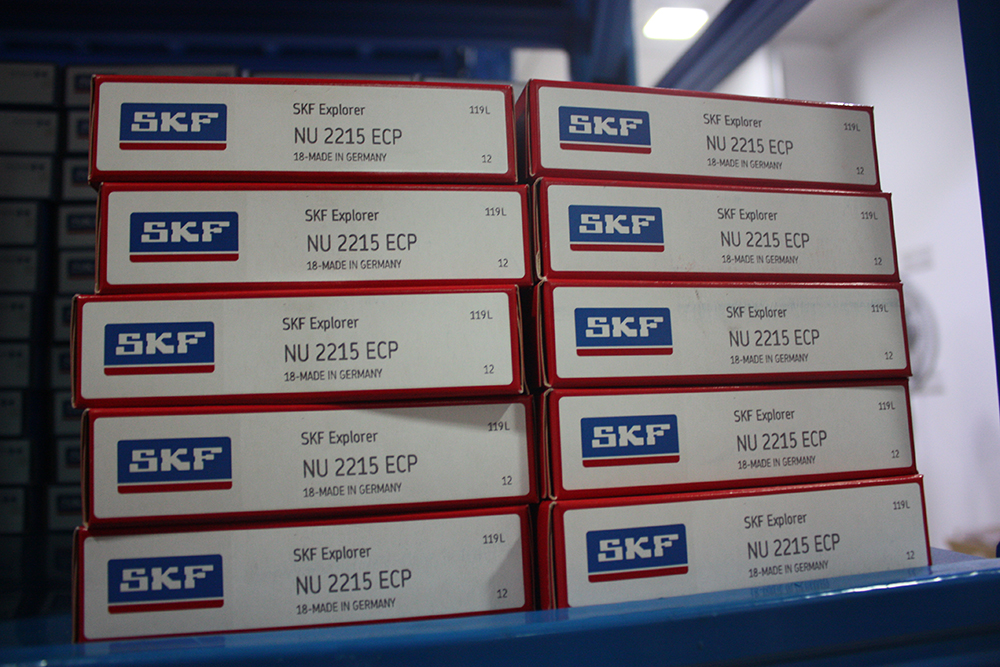 SKF
SKF Explorer
119L
NU 2215 ECP
18-MADE IN GERMANY
12
SKF
SKF Explorer
119L
NU 2215 ECP
18-MADE IN GERMANY
12
SKF
SKF Explorer
119L
NU 2215 ECP
18-MADE IN GERMANY
12
SKF
SKF Explorer
119L
NU 2215 ECP
18-MADE IN GERMANY
12
SKF
SKF Explorer
119L
NU 2215 ECP
18-MADE IN GERMANY
12
SKF
SKF Explorer
119L
NU 2215 ECP
18-MADE IN GERMANY
12
SKF
SKF Explorer
119L
NU 2215 ECP
18-MADE IN GERMANY
12
SKF
SKF Explorer
119L
NU 2215 ECP
18-MADE IN GERMANY
12
SKF
SKF Explorer
119L
NU 2215 ECP
18-MADE IN GERMANY
12
SKF
SKF Explorer
119L
NU 2215 ECP
18-MADE IN GERMANY
12